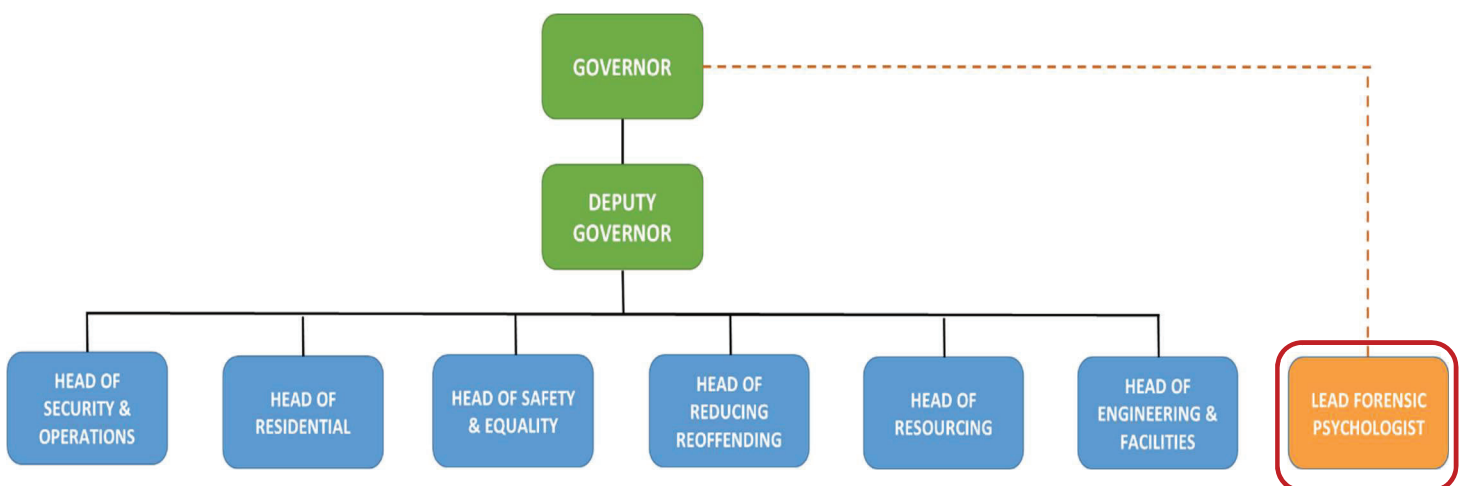 GOVERNOR
DEPUTY
GOVERNOR
HEAD OF
SECURITY &
OPERATIONS
HEAD OF
RESIDENTIAL
HEAD OF SAFETY
& EQUALITY
HEAD OF
REDUCING
REOFFENDING
HEAD OF
RESOURCING
HEAD OF
ENGINEERING &
FACILITIES
LEAD FORENSIC
PSYCHOLOGIST